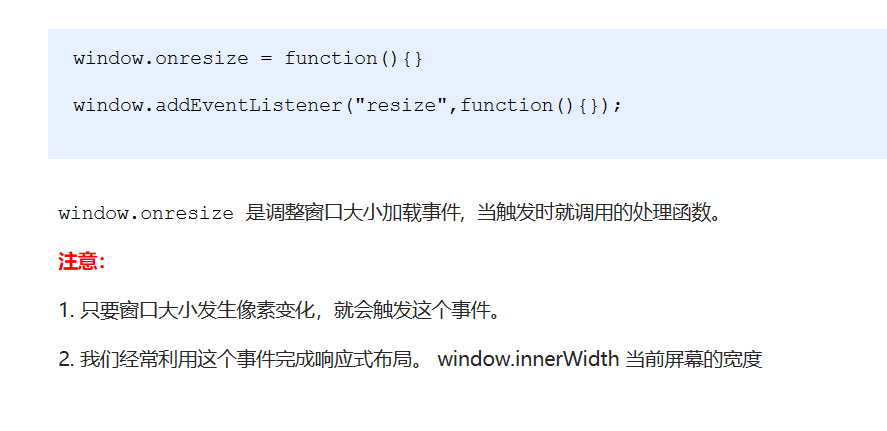 window.onresize = function(){}
window.addEventListener("resize",function(){});
window.onresize 是调整窗口大小加载事件, 当触发时就调用的处理函数。
注意：
1. 只要窗口大小发生像素变化，就会触发这个事件。
2. 我们经常利用这个事件完成响应式布局。 window.innerWidth 当前屏幕的宽度